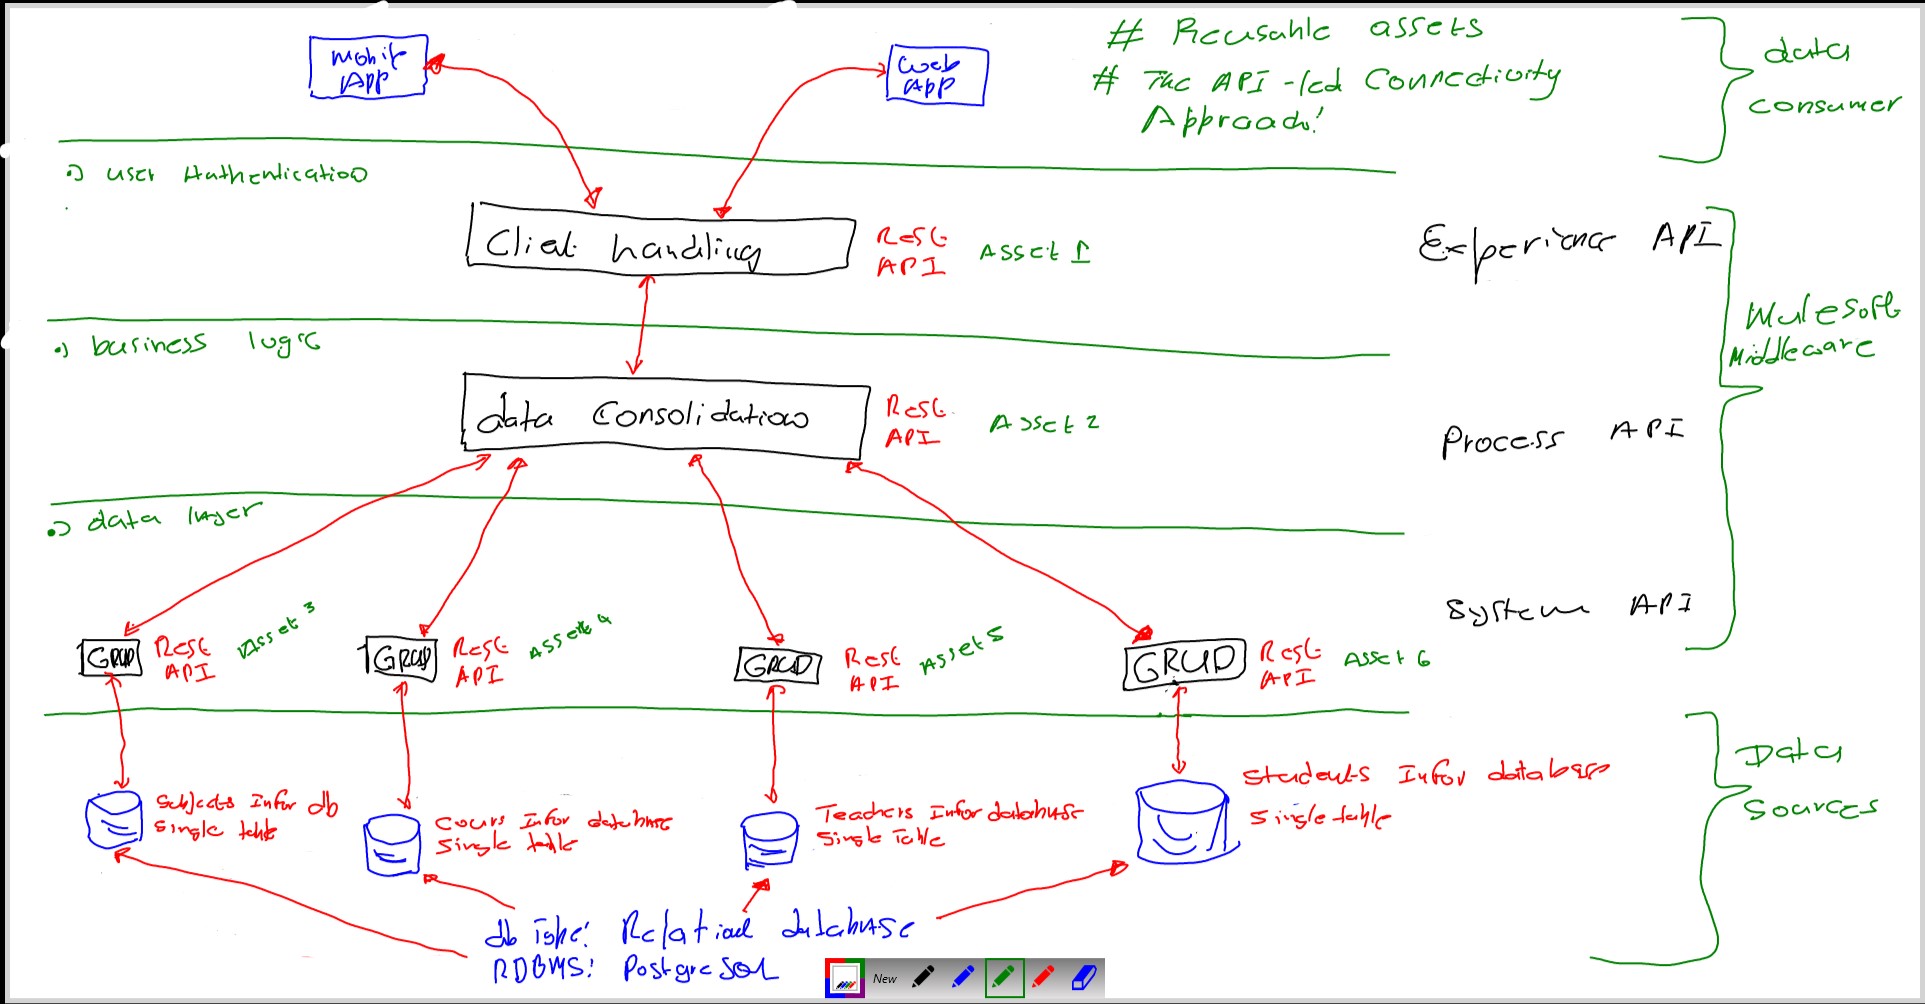 # Reusable assets
# The API-led Connectivity
Approach!
data
consumer
Mobile
App
Web
App
•) user Authentication
Client handling
Rest
API
Asset 1
Experience API
•) business logic
Mulesoft
Middleware
data Consolidation
Rest
API
Asset 2
Process API
•) data layer
System API
GRUD
Rest
API
Asset 3
GRUD
Rest
API
Asset 4
GRUD
Rest
API
Asset 5
GRUD
Rest
API
Asset 6
Data
Sources
Subjects Infor db
Single table
Cours Infor database
Single table
Teachers Infor database
Single Table
Students Infor database
Single table
db Type: Relational database
RDBMS: PostgreSQL
New